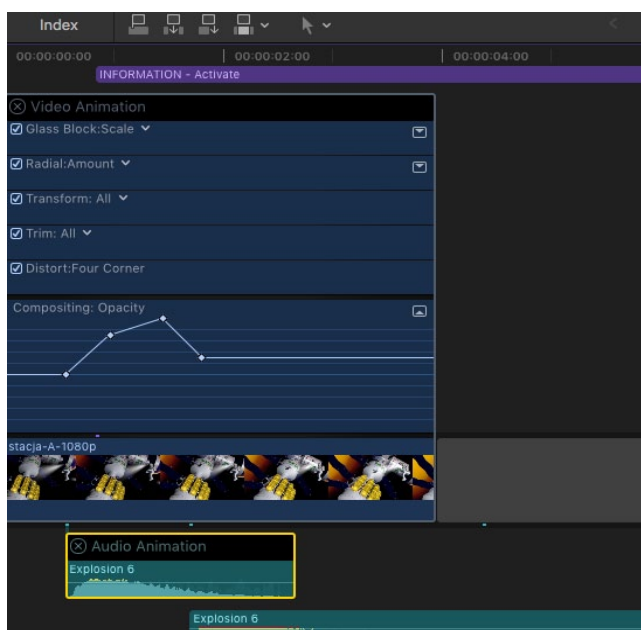 Index
00:00:00:00 00:00:02:00 00:00:04:00
INFORMATION - Activate
Video Animation
Glass Block:Scale
Radial:Amount
Transform: All
Trim: All
Distort:Four Corner
Compositing: Opacity
stacja-A-1080p
Audio Animation
Explosion 6
Explosion 6